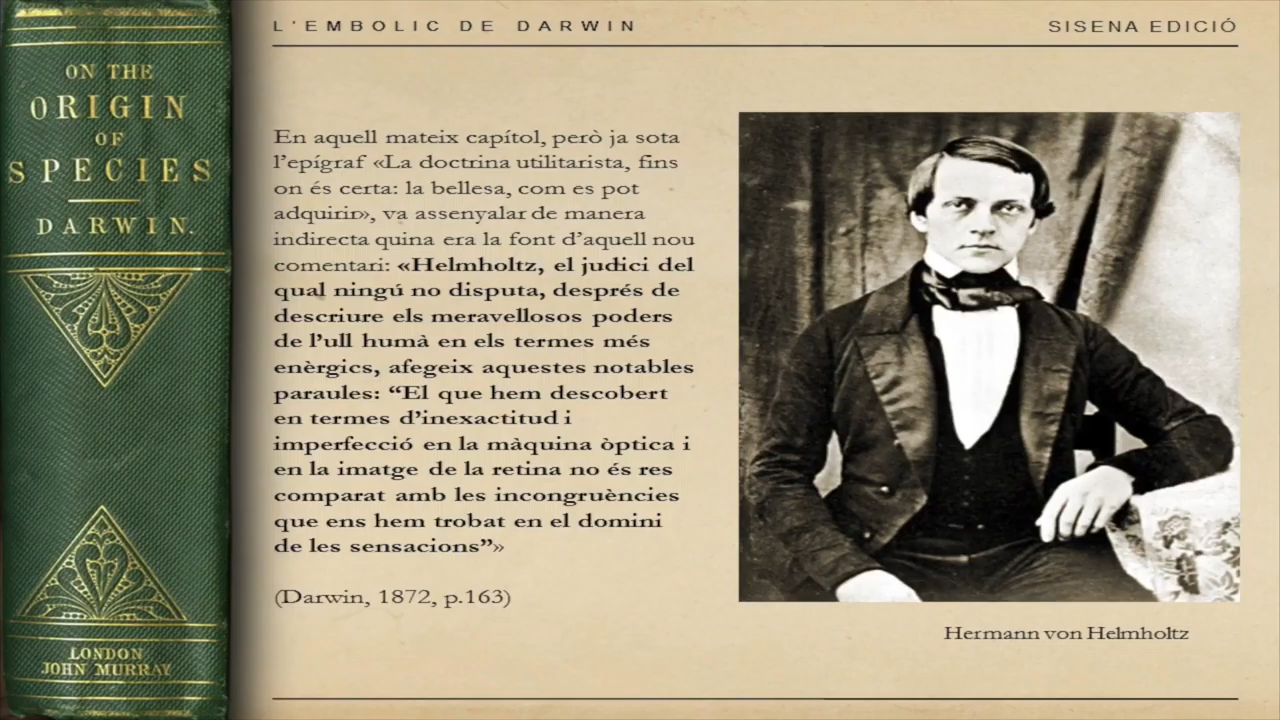 ON THE
ORIGIN
OF
SPECIES
DARWIN.
LONDON
JOHN MURRAY
L'EMBOLIC DE DARWIN
SISENA EDICIÓ
En aquell mateix capítol, però ja sota
l'epígraf «La doctrina utilitarista, fins
on és certa: la bellesa, com es pot
adquirir», va assenyalar de manera
indirecta quina era la font d'aquell nou
comentari: «Helmholtz, el judici del
qual ningú no disputa, després de
descriure els meravellosos poders
de l'ull humà en els termes més
enèrgics, afegeix aquestes notables
paraules: “El que hem descobert
en termes d'inexactitud i
imperfecció en la màquina òptica i
en la imatge de la retina no és res
comparat amb les incongruències
que ens hem trobat en el domini
de les sensacions”»
(Darwin, 1872, p.163)
Hermann von Helmholtz